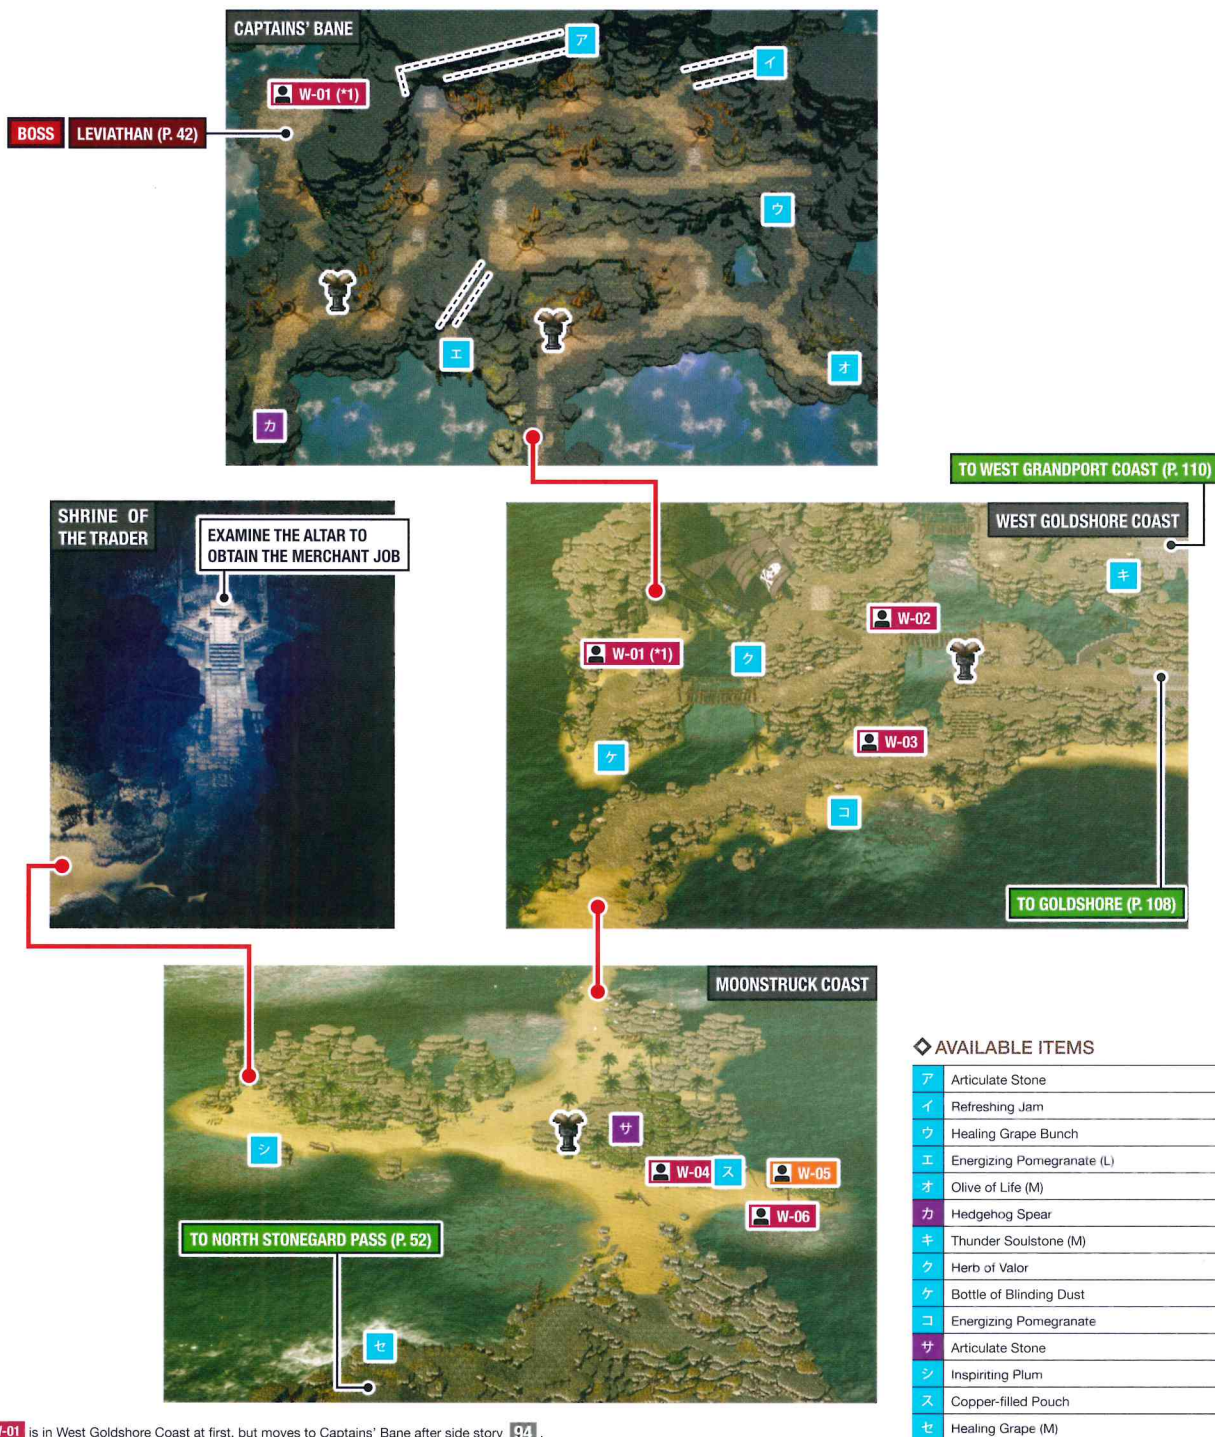 CAPTAINS' BANE
ア
イ
W-01 (*1)
BOSS LEVIATHAN (P. 42)
ウ
エ
オ
カ
TO WEST GRANDPORT COAST (P. 110)
SHRINE OF
THE TRADER
EXAMINE THE ALTAR TO
OBTAIN THE MERCHANT JOB
WEST GOLDSHORE COAST
キ
W-02
W-01 (*1)
ク
W-03
ケ
コ
TO GOLDSHORE (P. 108)
MOONSTRUCK COAST
サ
シ
W-04 ス W-05
W-06
TO NORTH STONEGARD PASS (P. 52)
セ
AVAILABLE ITEMS
ア Articulate Stone
イ Refreshing Jam
ウ Healing Grape Bunch
エ Energizing Pomegranate (L)
オ Olive of Life (M)
カ Hedgehog Spear
キ Thunder Soulstone (M)
ク Herb of Valor
ケ Bottle of Blinding Dust
コ Energizing Pomegranate
サ Articulate Stone
シ Inspiriting Plum
ス Copper-filled Pouch
セ Healing Grape (M)
-01 is in West Goldshore Coast at first, but moves to Captains' Bane after side story 94 .